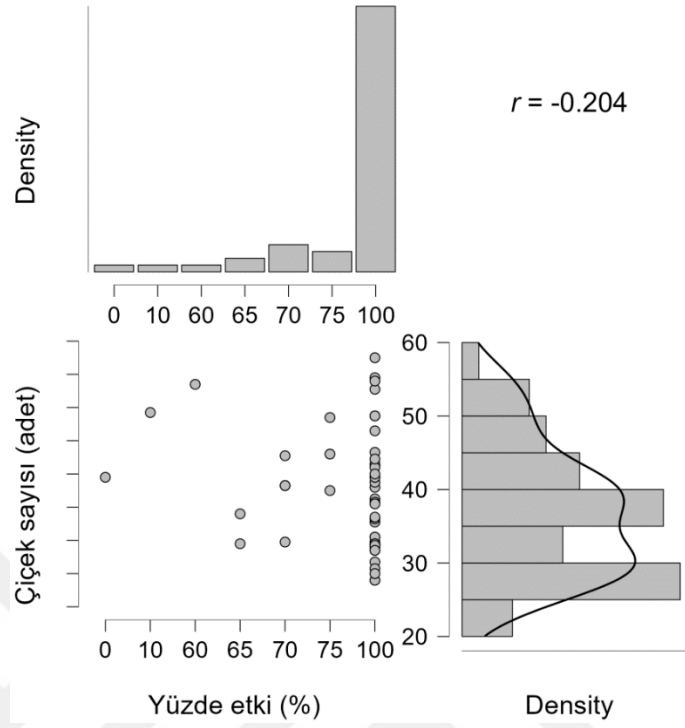 Density
r = -0.204
0 10 60 65 70 75 100
Çiçek sayısı (adet)
60
50
40
30
20
0 10 60 65 70 75 100
Yüzde etki (%)
Density